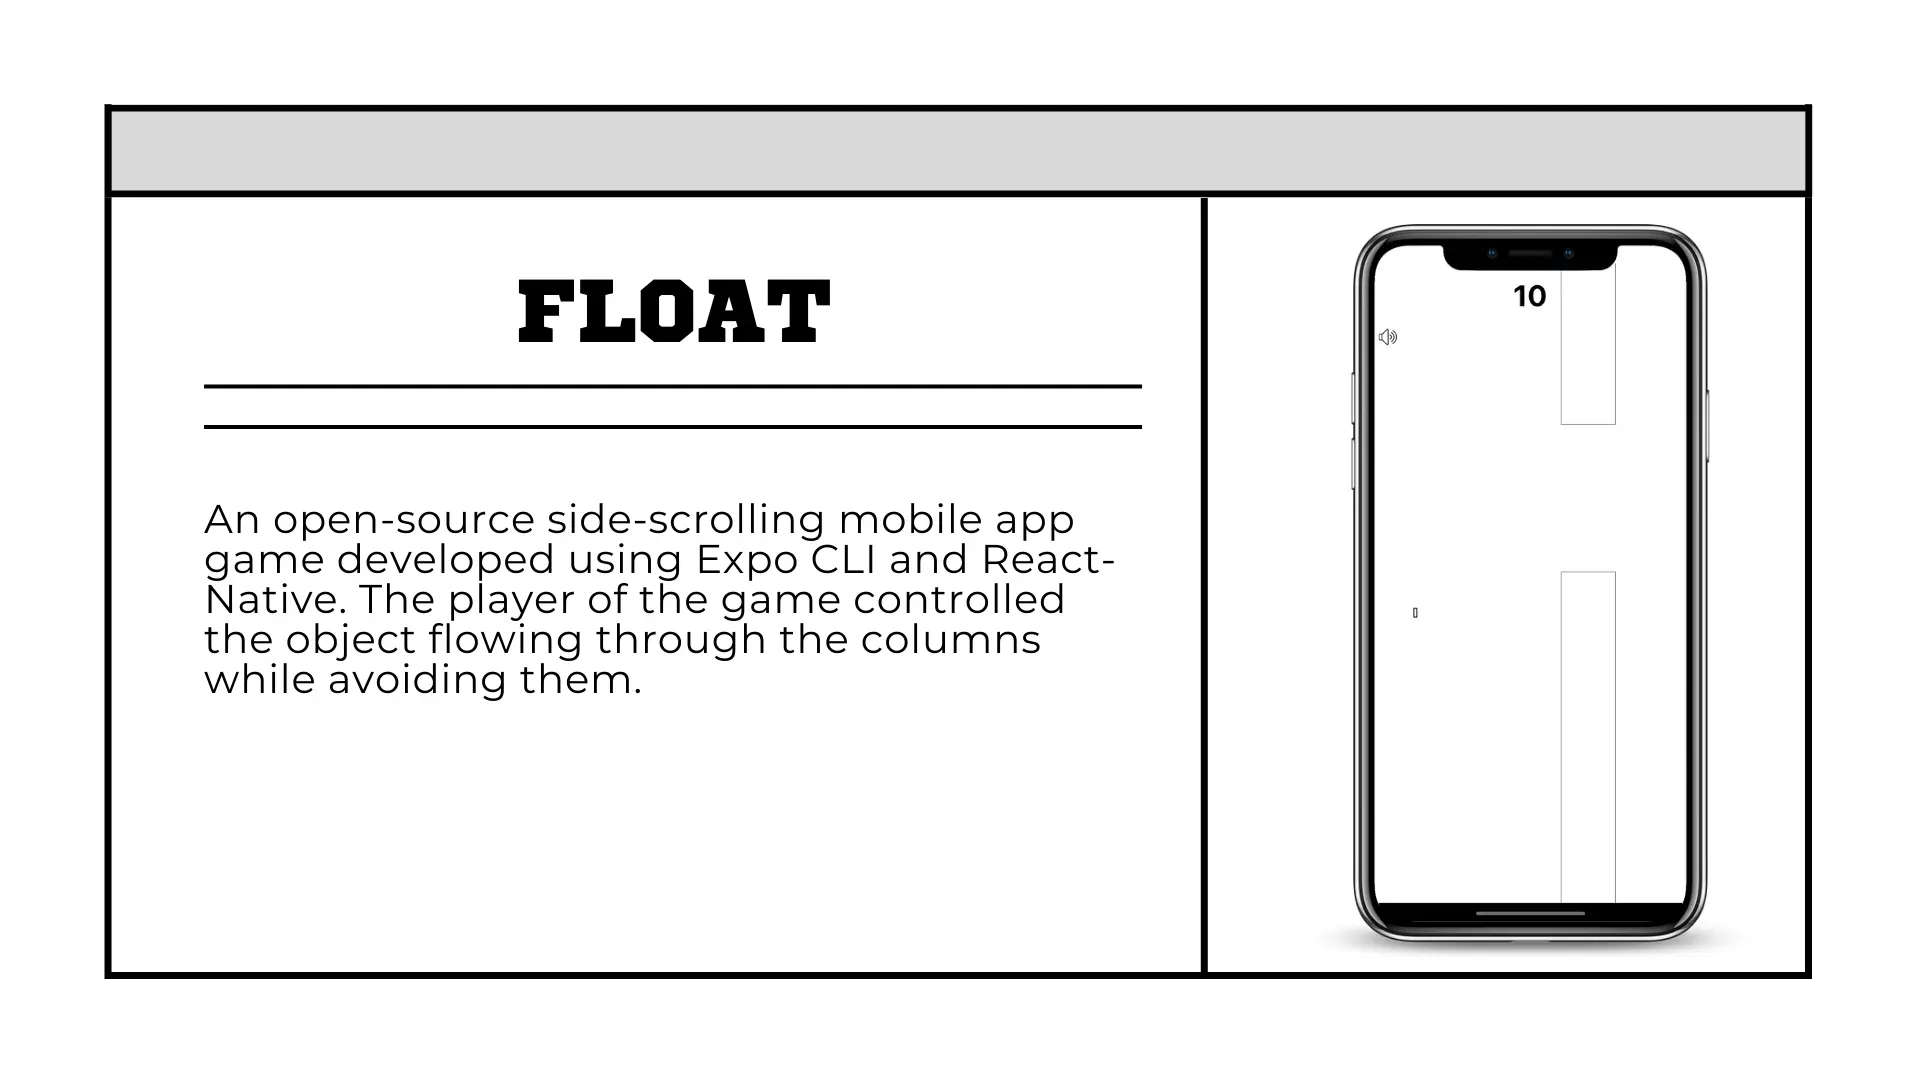 FLOAT
An open-source side-scrolling mobile app
game developed using Expo CLI and React-
Native. The player of the game controlled
the object flowing through the columns
while avoiding them.
10